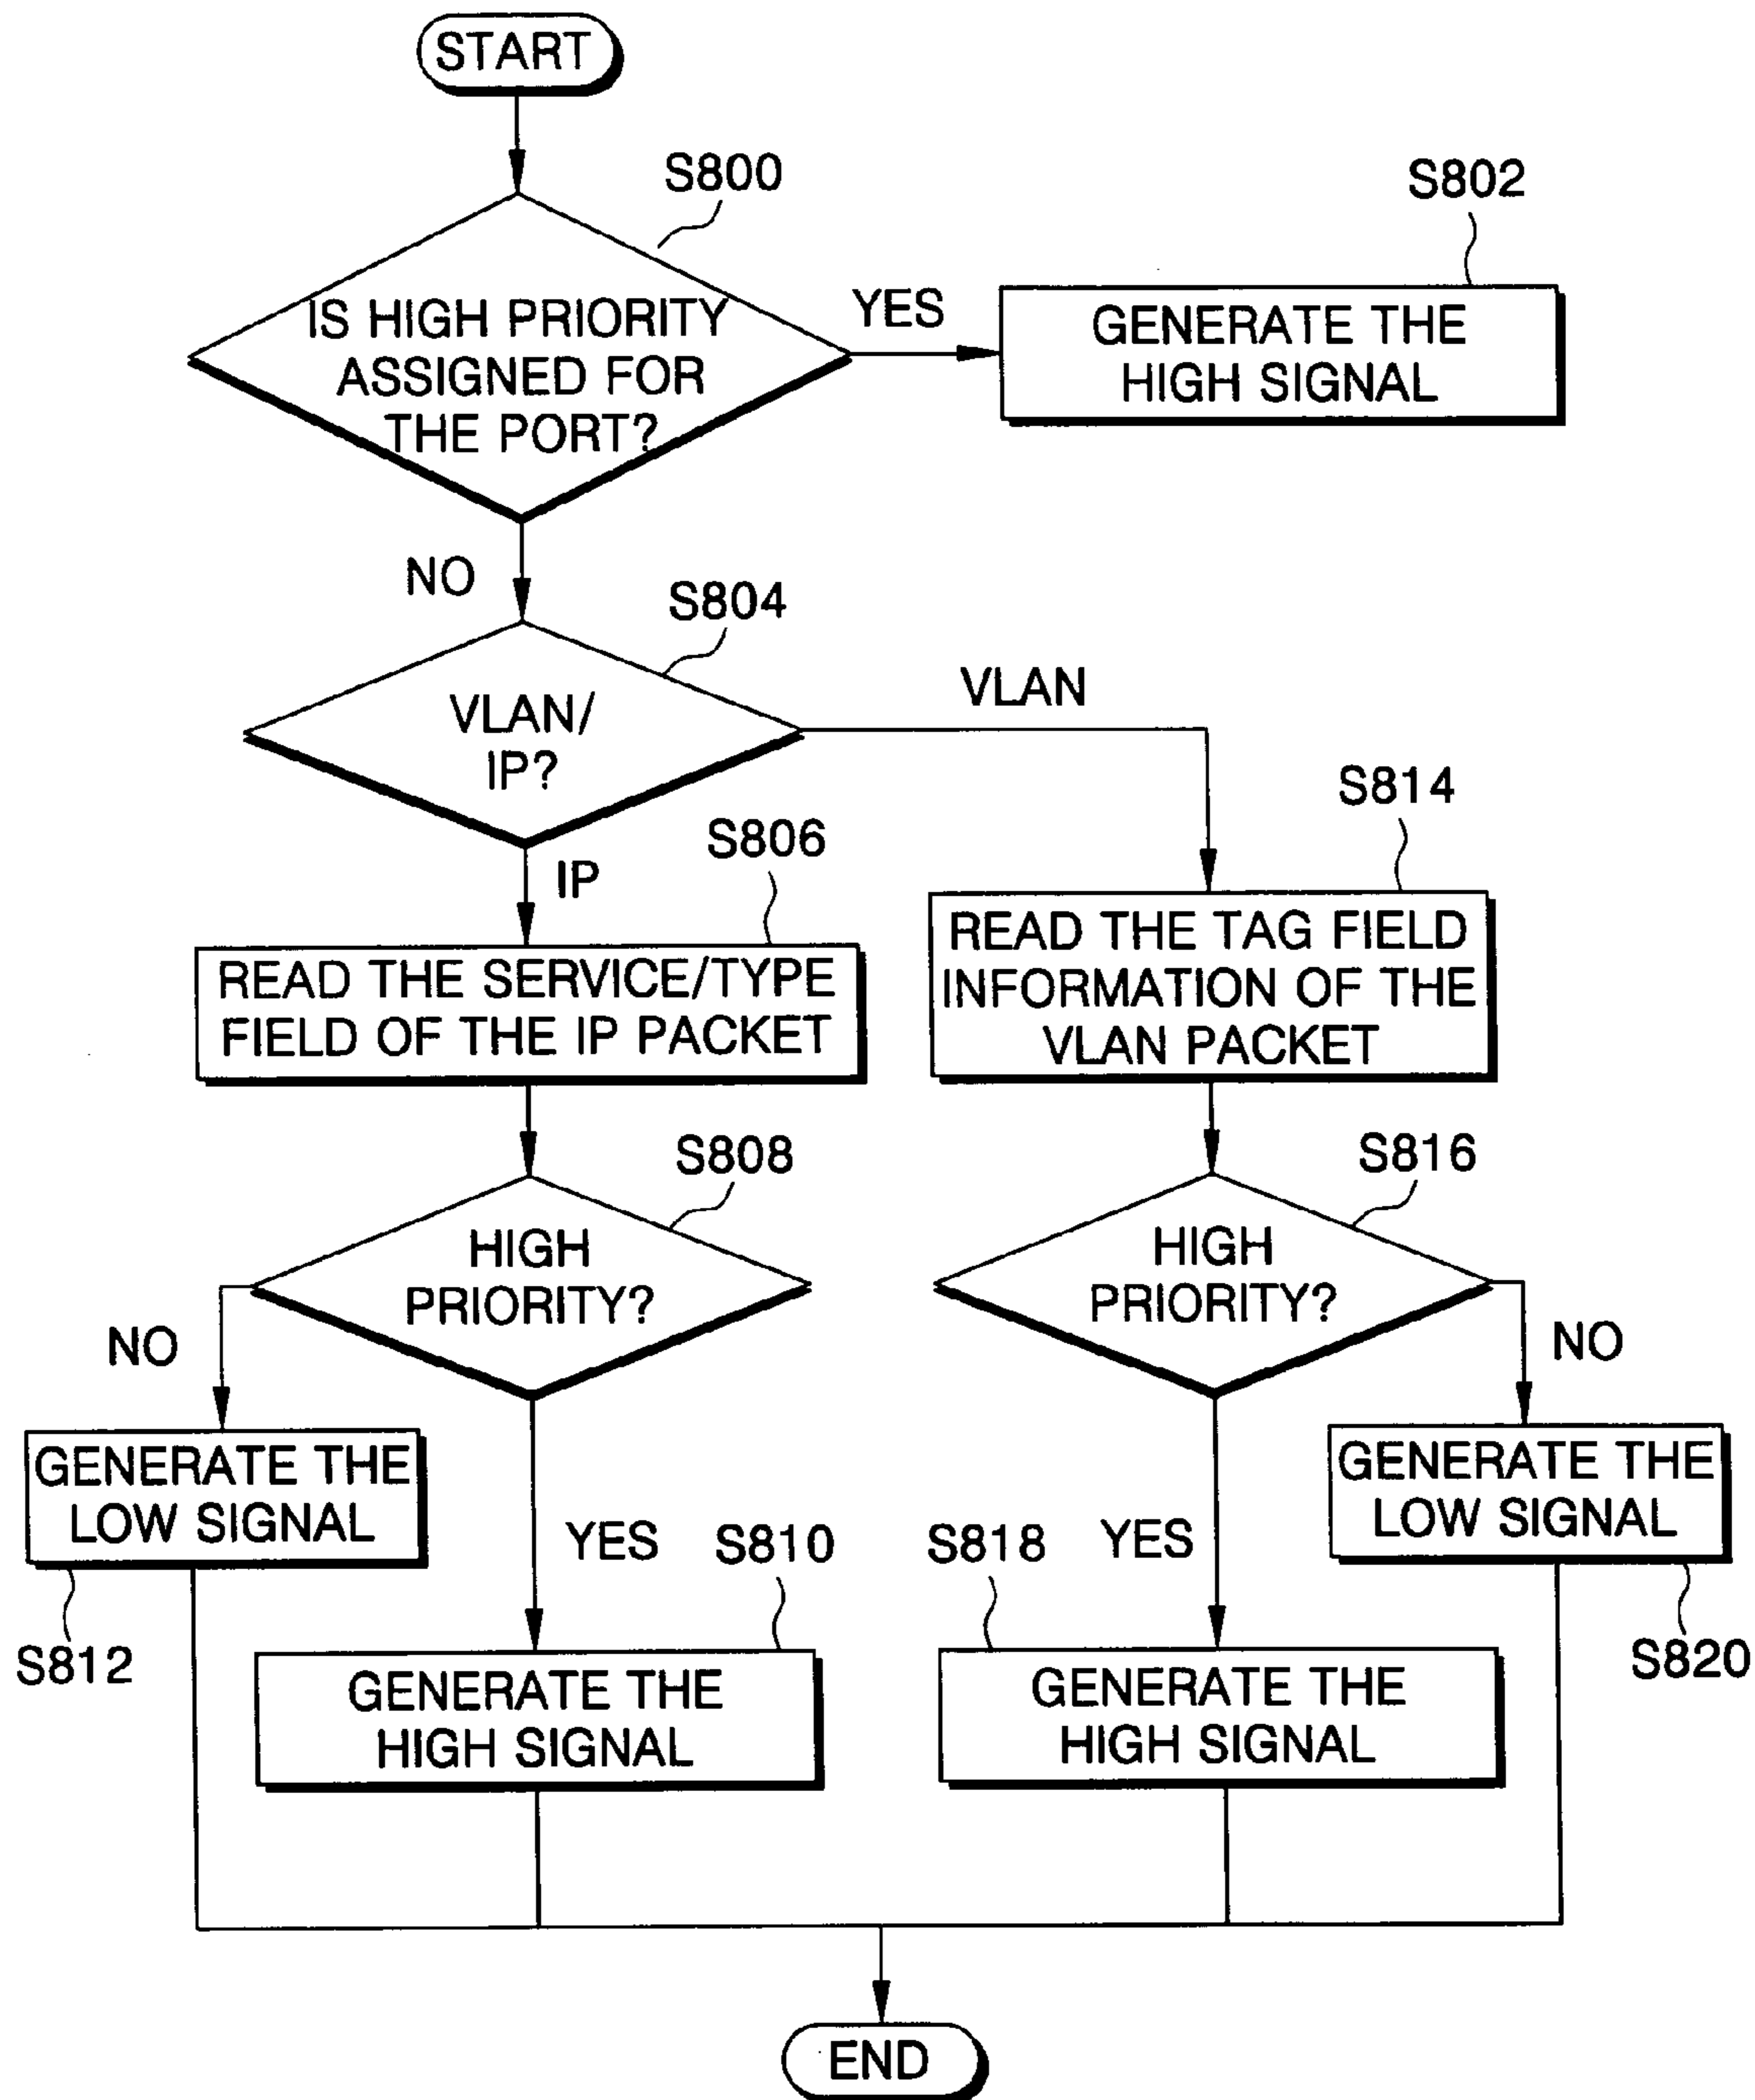 START
S800
S802
IS HIGH PRIORITY
ASSIGNED FOR
THE PORT?
YES
GENERATE THE
HIGH SIGNAL
NO
S804
VLAN/
IP?
VLAN
IP
S806
S814
READ THE SERVICE/TYPE
FIELD OF THE IP PACKET
READ THE TAG FIELD
INFORMATION OF THE
VLAN PACKET
S808
S816
HIGH
PRIORITY?
HIGH
PRIORITY?
NO
NO
GENERATE THE
LOW SIGNAL
GENERATE THE
LOW SIGNAL
YES
S810
S818
YES
S812
S820
GENERATE THE
HIGH SIGNAL
GENERATE THE
HIGH SIGNAL
END